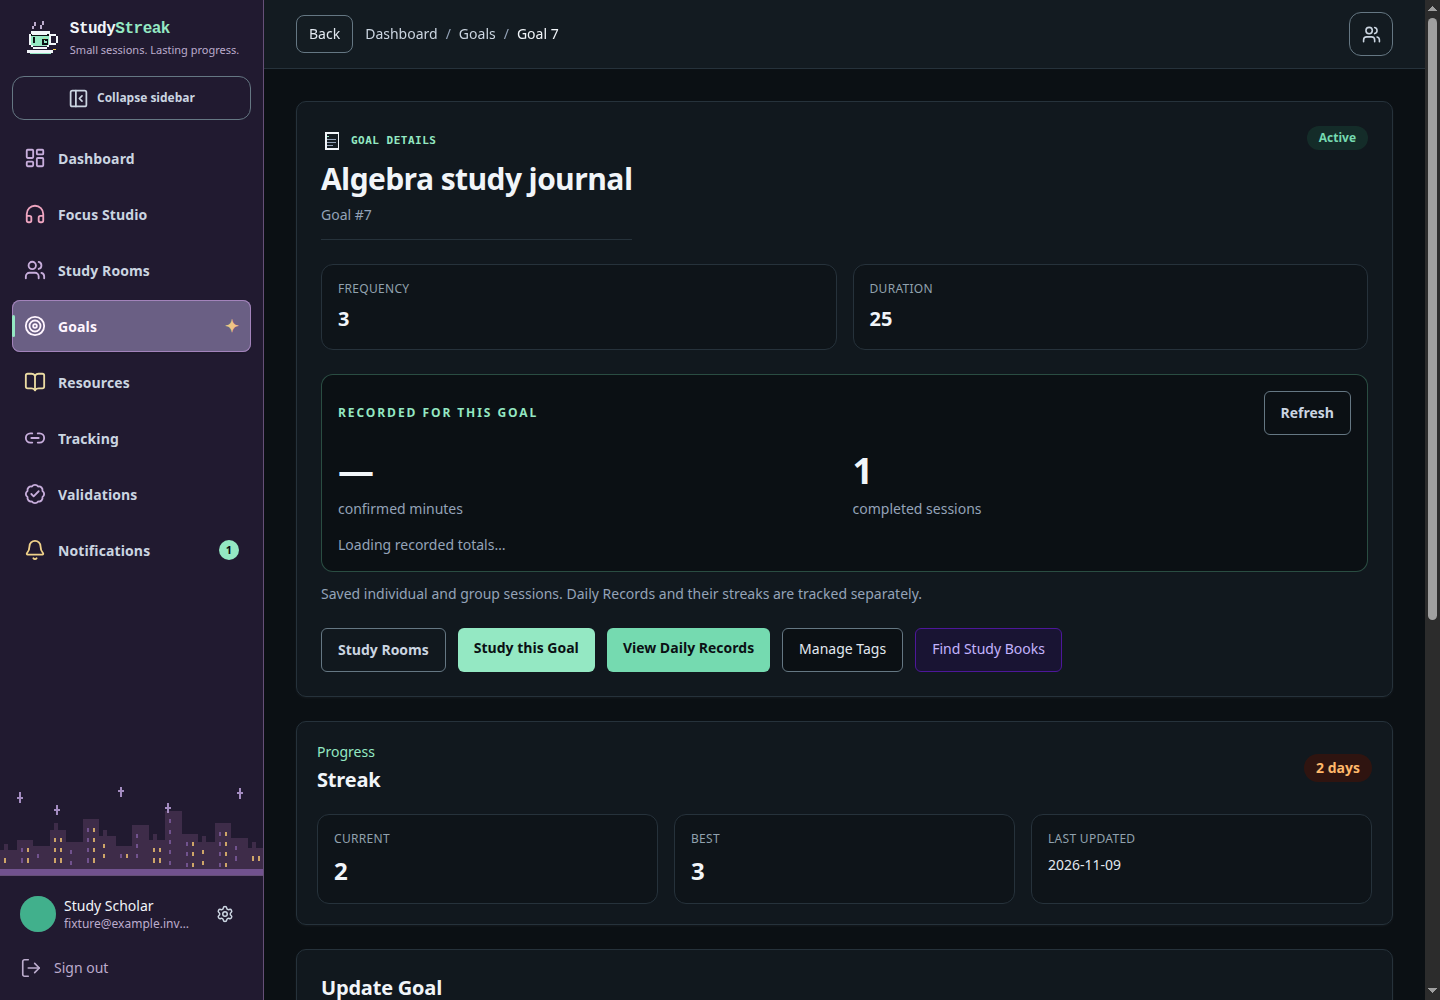 StudyStreak
Small sessions. Lasting progress.
Collapse sidebar
Dashboard
Focus Studio
Study Rooms
Goals
Resources
Tracking
Validations
Notifications
1
Study Scholar
fixture@example.inv...
Sign out
Back
Dashboard / Goals / Goal 7
GOAL DETAILS
Active
Algebra study journal
Goal #7
FREQUENCY
3
DURATION
25
RECORDED FOR THIS GOAL
Refresh
—
confirmed minutes
1
completed sessions
Loading recorded totals...
Saved individual and group sessions. Daily Records and their streaks are tracked separately.
Study Rooms
Study this Goal
View Daily Records
Manage Tags
Find Study Books
Progress
Streak
2 days
CURRENT
2
BEST
3
LAST UPDATED
2026-11-09
Update Goal